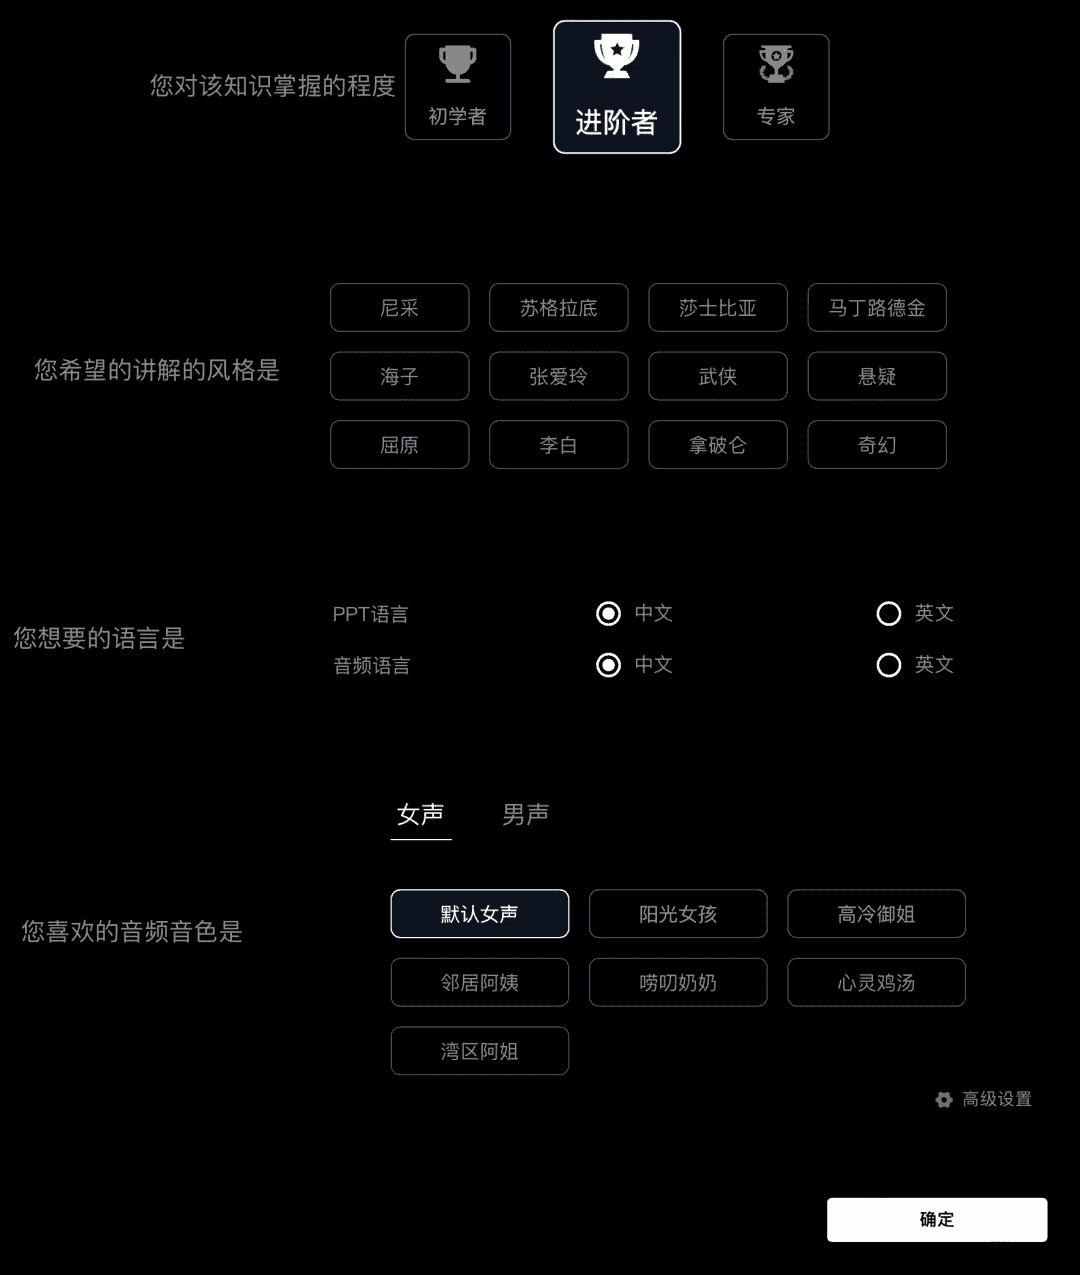 您对该知识掌握的程度
初学者
进阶者
专家
您希望的讲解的风格是
尼采
苏格拉底
莎士比亚
马丁路德金
海子
张爱玲
武侠
悬疑
屈原
李白
拿破仑
奇幻
您想要的语言是
PPT语言
中文
英文
音频语言
中文
英文
女声
男声
您喜欢的音频音色是
默认女声
阳光女孩
高冷御姐
邻居阿姨
唠叨奶奶
心灵鸡汤
湾区阿姐
高级设置
确定